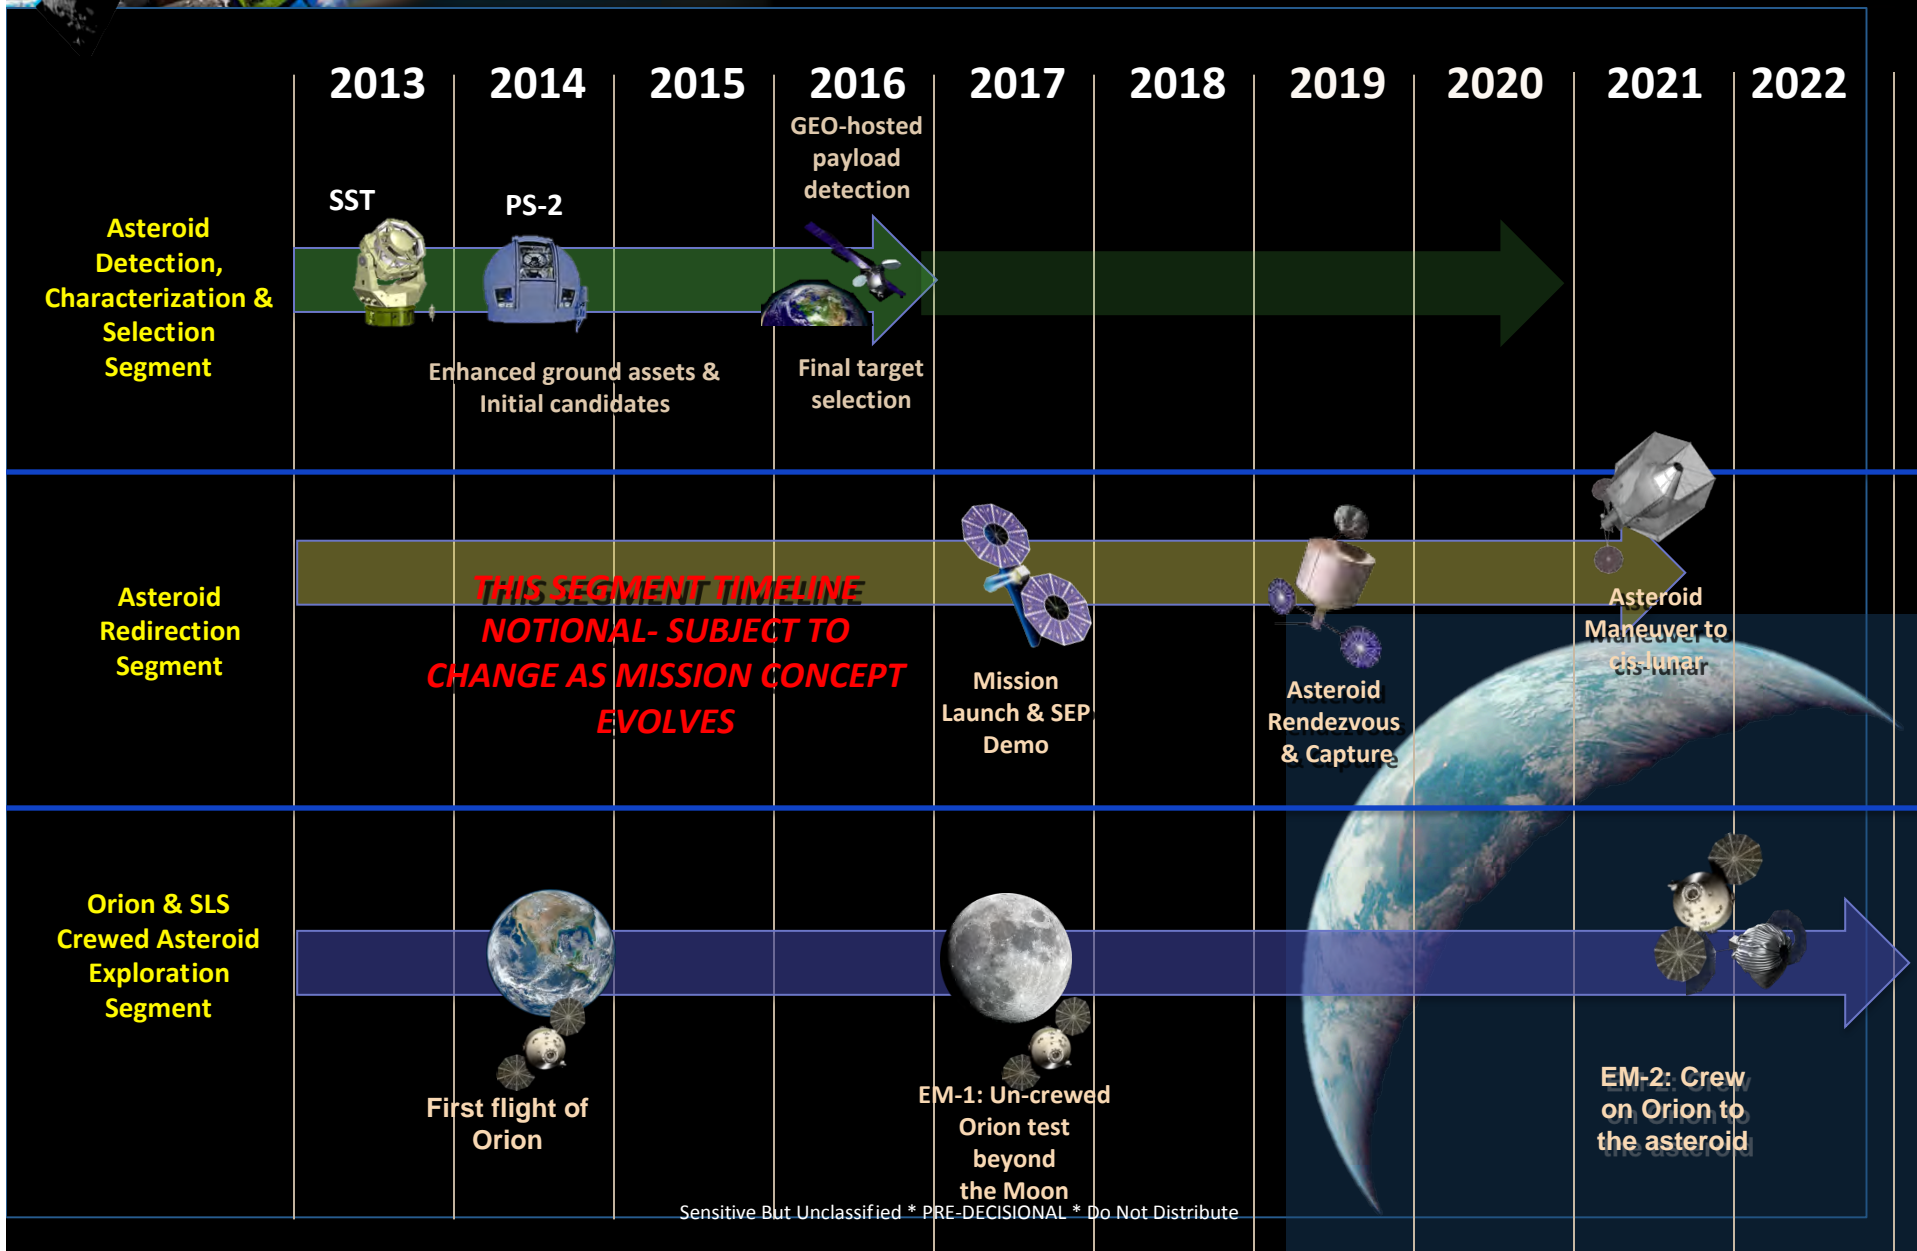 2013 2014 2015 2016 2017 2018 2019 2020 2021 2022
Asteroid
Detection,
Characterization &
Selection
Segment
SST
PS-2
GEO-hosted
payload
detection
Enhanced ground assets &
Initial candidates
Final target
selection
Asteroid
Redirection
Segment
THIS SEGMENT TIMELINE
NOTIONAL- SUBJECT TO
CHANGE AS MISSION CONCEPT
EVOLVES
Mission
Launch & SEP
Demo
Asteroid
Rendezvous
& Capture
Asteroid
Maneuver to
cis-lunar
Orion & SLS
Crewed Asteroid
Exploration
Segment
First flight of
Orion
EM-1: Un-crewed
Orion test
beyond
the Moon
EM-2: Crew
on Orion to
the asteroid
Sensitive But Unclassified * PRE-DECISIONAL * Do Not Distribute